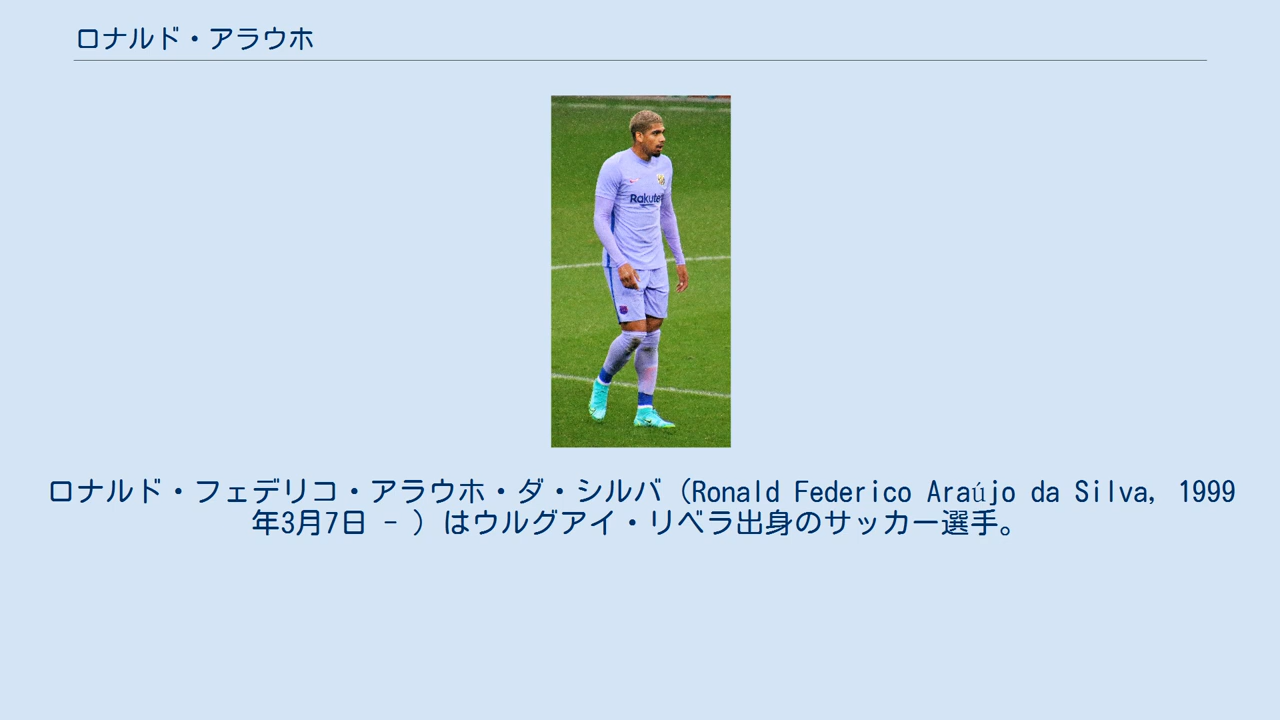 ロナルド・アラウホ
Rakuten
ロナルド・フェデリコ・アラウホ・ダ・シルバ（Ronald Federico Araújo da Silva, 1999
年3月7日 - ）はウルグアイ・リベラ出身のサッカー選手。